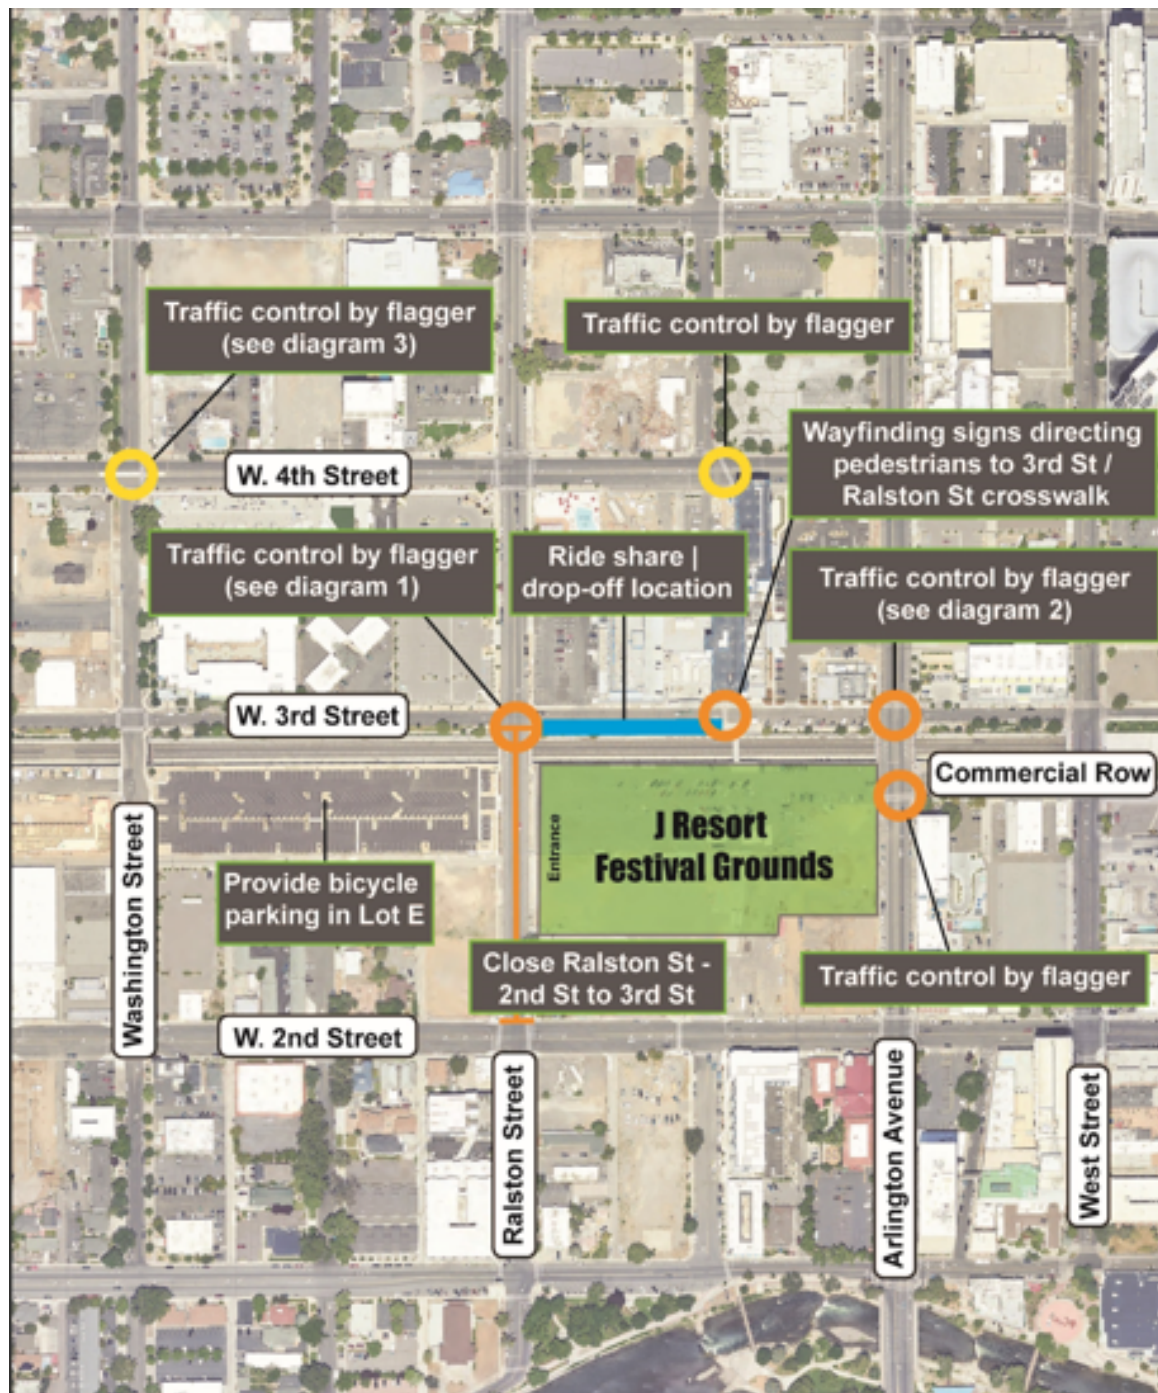 Traffic control by flagger
(see diagram 3)
Traffic control by flagger
Wayfinding signs directing
pedestrians to 3rd St /
Ralston St crosswalk
W. 4th Street
Traffic control by flagger
(see diagram 1)
Ride share |
drop-off location
Traffic control by flagger
(see diagram 2)
W. 3rd Street
Commercial Row
J Resort
Festival Grounds
Entrance
Washington Street
Provide bicycle
parking in Lot E
Close Ralston St -
2nd St to 3rd St
Traffic control by flagger
W. 2nd Street
Ralston Street
Arlington Avenue
West Street